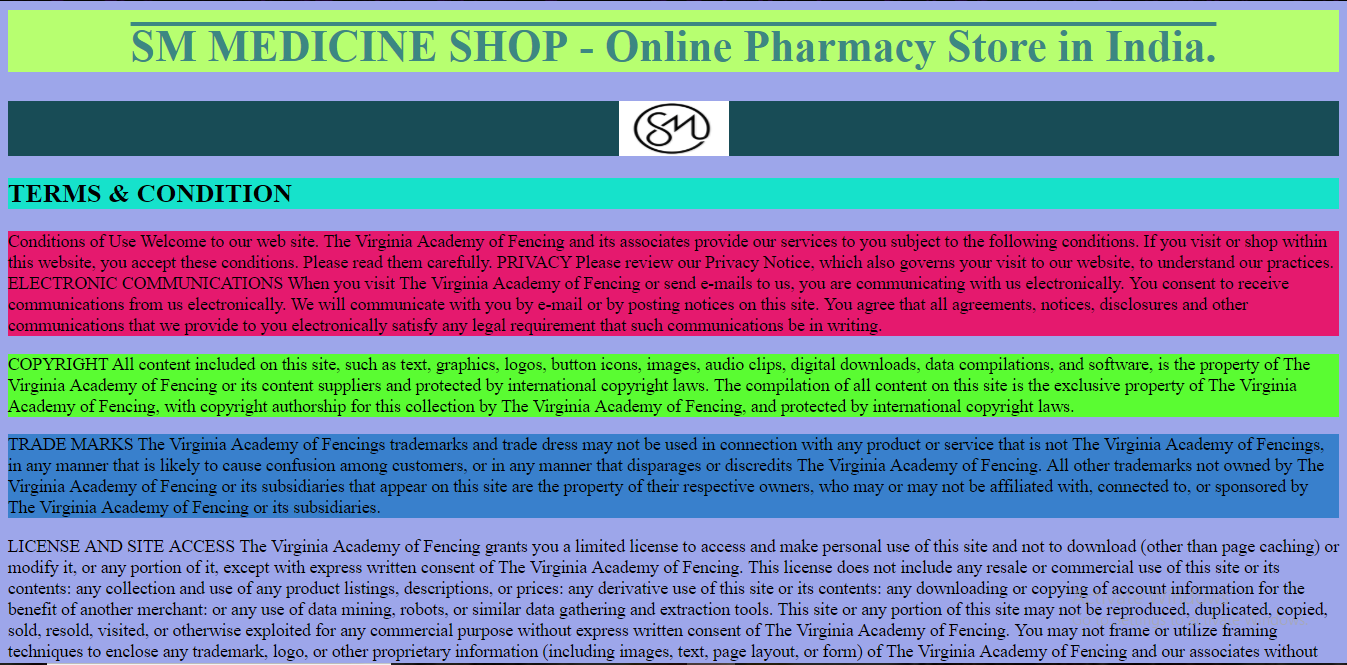 SM MEDICINE SHOP - Online Pharmacy Store in India.
SM
TERMS & CONDITION
Conditions of Use Welcome to our web site. The Virginia Academy of Fencing and its associates provide our services to you subject to the following conditions. If you visit or shop within
this website, you accept these conditions. Please read them carefully. PRIVACY Please review our Privacy Notice, which also governs your visit to our website, to understand our practices.
ELECTRONIC COMMUNICATIONS When you visit The Virginia Academy of Fencing or send e-mails to us, you are communicating with us electronically. You consent to receive
communications from us electronically. We will communicate with you by e-mail or by posting notices on this site. You agree that all agreements, notices, disclosures and other
communications that we provide to you electronically satisfy any legal requirement that such communications be in writing.
COPYRIGHT All content included on this site, such as text, graphics, logos, button icons, images, audio clips, digital downloads, data compilations, and software, is the property of The
Virginia Academy of Fencing or its content suppliers and protected by international copyright laws. The compilation of all content on this site is the exclusive property of The Virginia
Academy of Fencing, with copyright authorship for this collection by The Virginia Academy of Fencing, and protected by international copyright laws.
TRADE MARKS The Virginia Academy of Fencings trademarks and trade dress may not be used in connection with any product or service that is not The Virginia Academy of Fencings,
in any manner that is likely to cause confusion among customers, or in any manner that disparages or discredits The Virginia Academy of Fencing. All other trademarks not owned by The
Virginia Academy of Fencing or its subsidiaries that appear on this site are the property of their respective owners, who may or may not be affiliated with, connected to, or sponsored by
The Virginia Academy of Fencing or its subsidiaries.
LICENSE AND SITE ACCESS The Virginia Academy of Fencing grants you a limited license to access and make personal use of this site and not to download (other than page caching) or
modify it, or any portion of it, except with express written consent of The Virginia Academy of Fencing. This license does not include any resale or commercial use of this site or its
contents: any collection and use of any product listings, descriptions, or prices: any derivative use of this site or its contents: any downloading or copying of account information for the
benefit of another merchant: or any use of data mining, robots, or similar data gathering and extraction tools. This site or any portion of this site may not be reproduced, duplicated, copied,
sold, resold, visited, or otherwise exploited for any commercial purpose without express written consent of The Virginia Academy of Fencing. You may not frame or utilize framing
techniques to enclose any trademark, logo, or other proprietary information (including images, text, page layout, or form) of The Virginia Academy of Fencing and our associates without